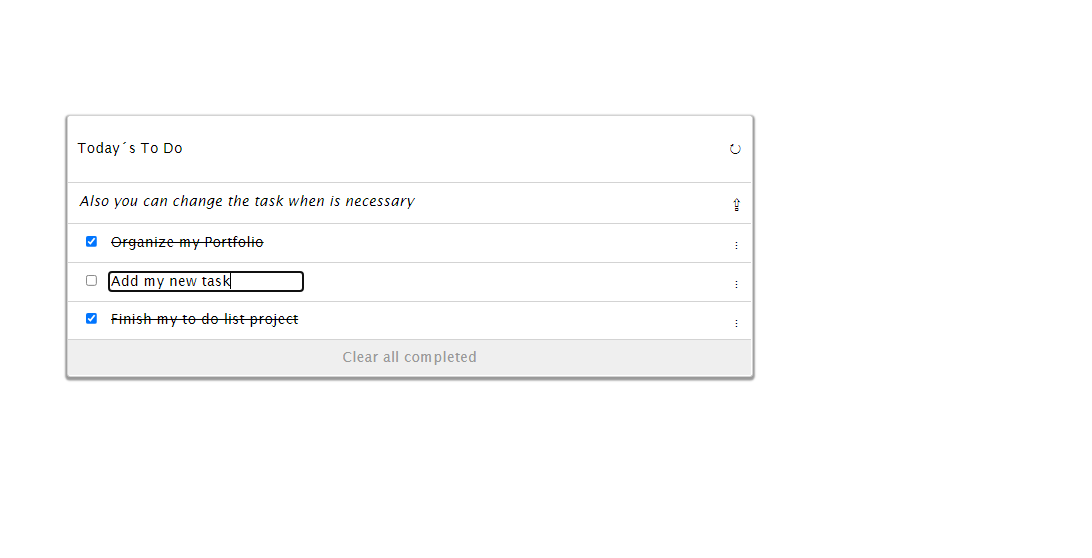 Today´s To Do
Also you can change the task when is necessary
Organize my Portfolio
Add my new task
Finish my to do list project
Clear all completed